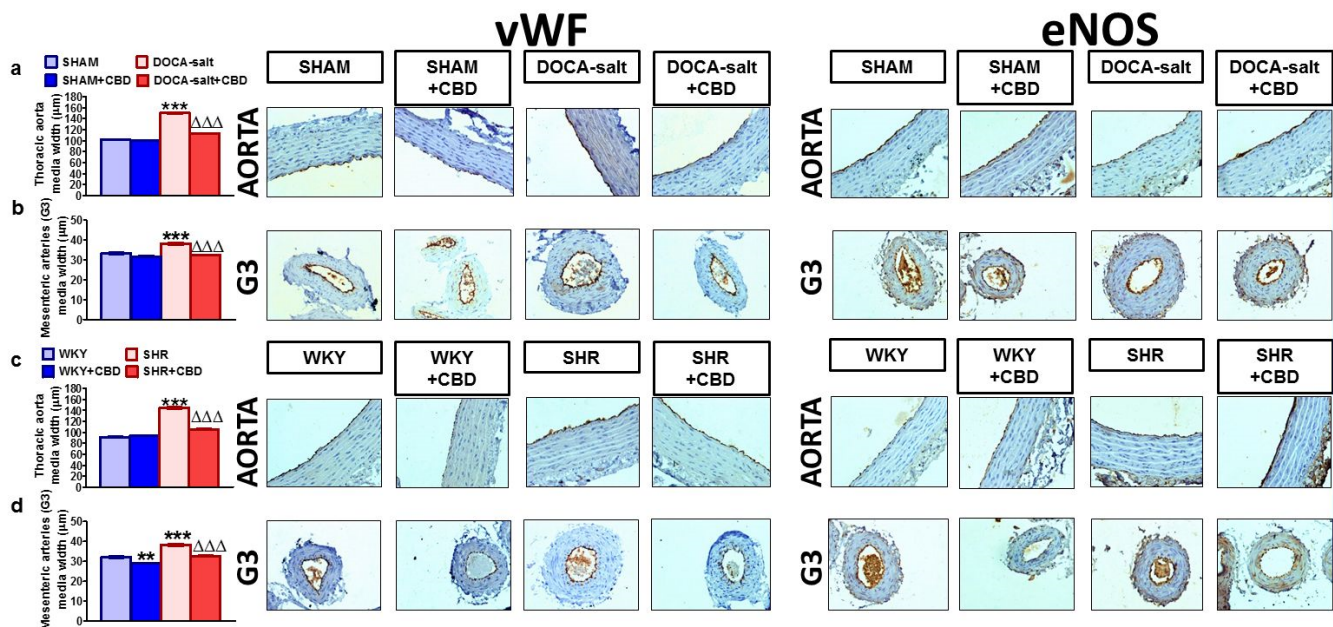 vWF
eNOS
a
SHAM
DOCA-salt
SHAM+CBD
DOCA-salt+CBD
Thoracic aorta
media width (µm)
180
160
140
120
100
80
60
40
20
0
***
ΔΔΔ
SHAM
SHAM
+CBD
DOCA-salt
DOCA-salt
+CBD
AORTA
SHAM
SHAM
+CBD
DOCA-salt
DOCA-salt
+CBD
AORTA
b
Mesenteric arteries (G3)
media width (µm)
50
40
30
20
10
0
***
ΔΔΔ
G3
G3
c
WKY
SHR
WKY+CBD
SHR+CBD
Thoracic aorta
media width (µm)
180
160
140
120
100
80
60
40
20
0
***
ΔΔΔ
WKY
WKY
+CBD
SHR
SHR
+CBD
AORTA
WKY
WKY
+CBD
SHR
SHR
+CBD
AORTA
d
Mesenteric arteries (G3)
media width (µm)
50
40
30
20
10
0
**
***
ΔΔΔ
G3
G3